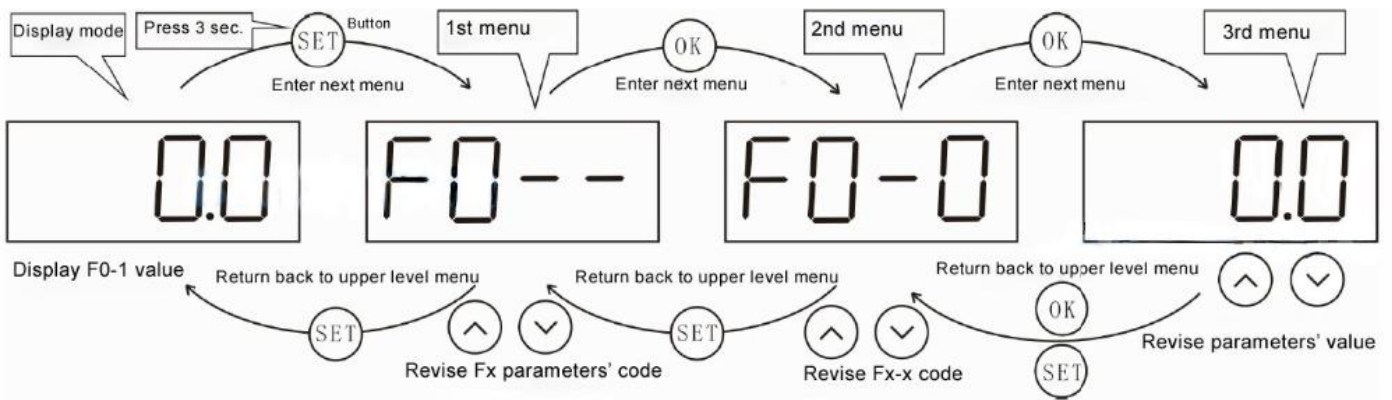 Display mode
Press 3 sec.
SET
Button
1st menu
OK
2nd menu
OK
3rd menu
Enter next menu
Enter next menu
Enter next menu
0.0
F0--
F0-0
0.0
Display F0-1 value
Return back to upper level menu
Return back to upper level menu
Return back to upper level menu
SET
SET
OK
SET
Revise Fx parameters' code
Revise Fx-x code
Revise parameters' value